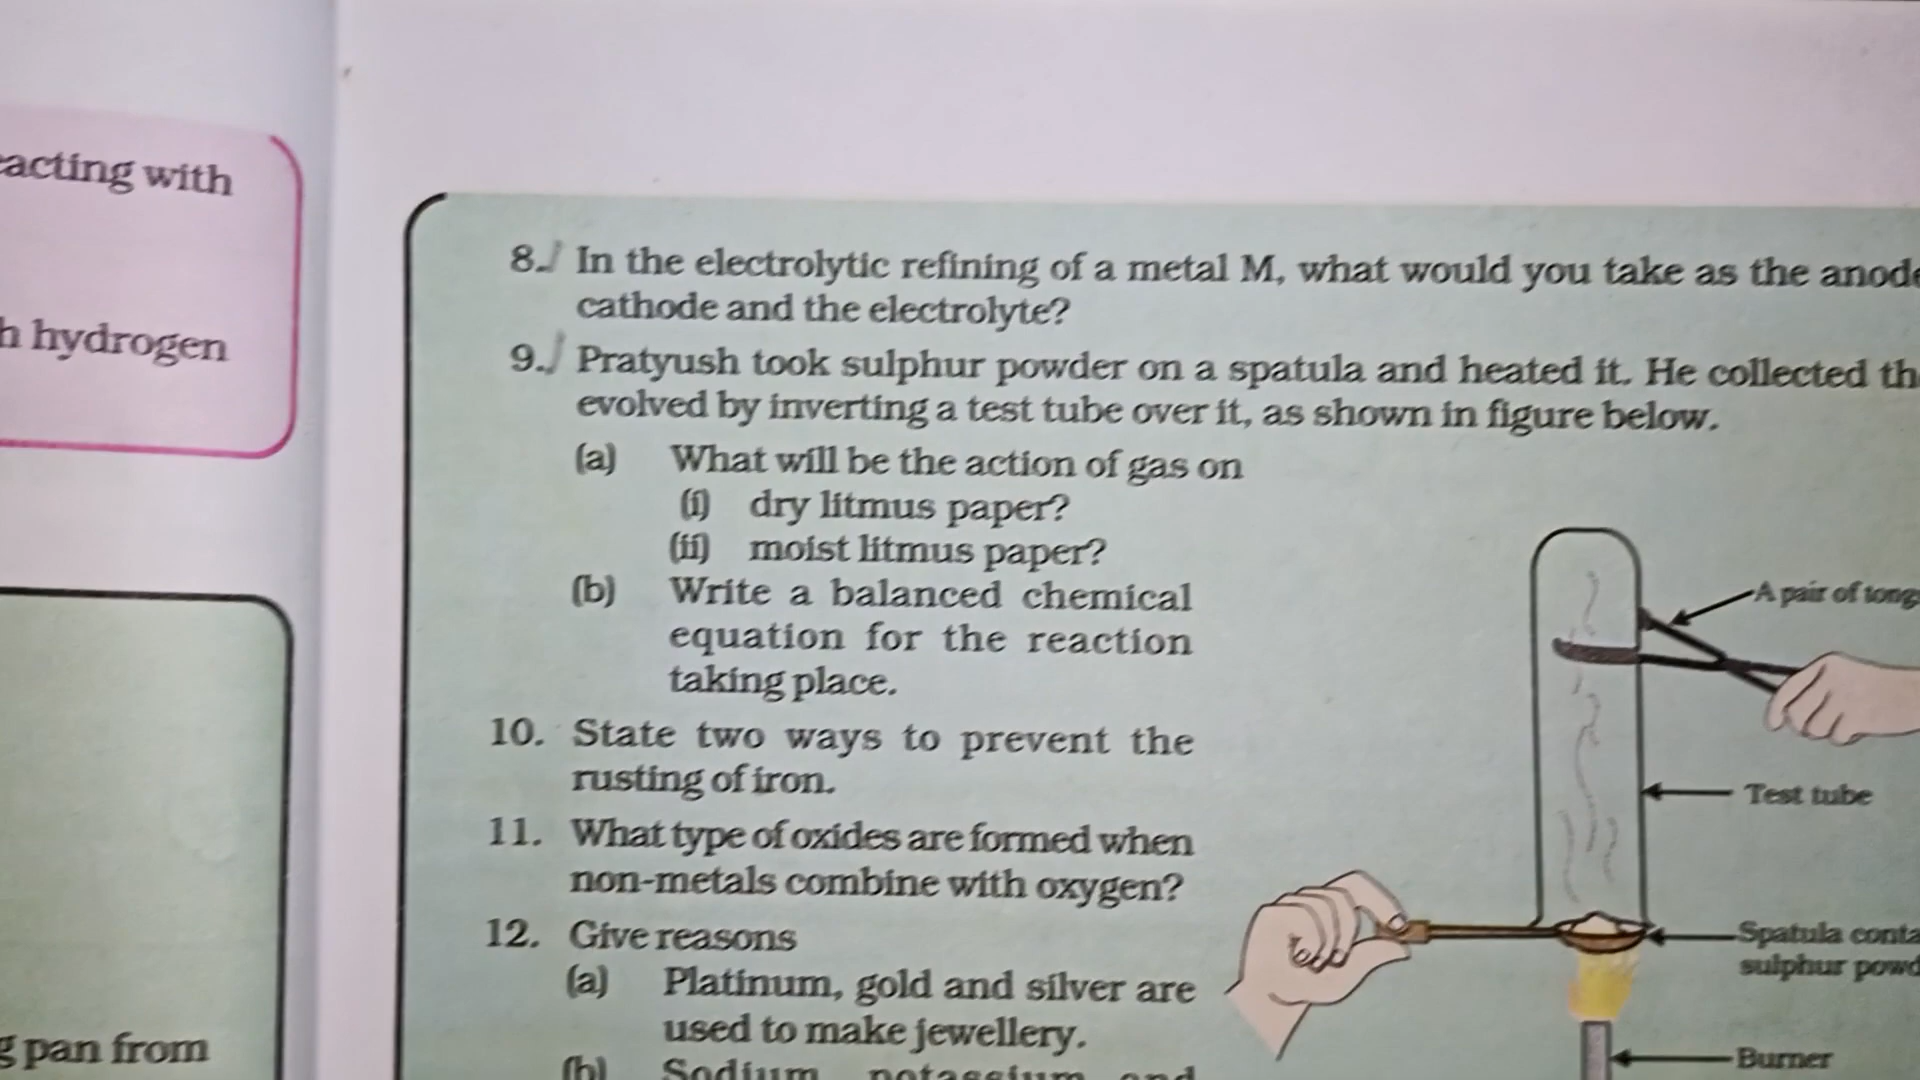 acting with
hydrogen
pan from
8. In the electrolytic refining of a metal M, what would you take as the
cathode and the electrolyte?
9. Pratyush took sulphur powder on a spatula and heated it. He collected
evolved by inverting a test tube over it, as shown in figure below.
(a) What will be the action of gas on
(i) dry litmus paper?
(ii) moist litmus paper?
(b) Write a balanced chemical
equation for the reaction
taking place.
10. State two ways to prevent the
rusting of iron.
11. What type of oxides are formed when
non-metals combine with oxygen?
12. Give reasons
(a) Platinum, gold and silver are
used to make jewellery.
(b) Sodium, potassium and
A pair of
Test tube
Spatula
sulphur
Burner